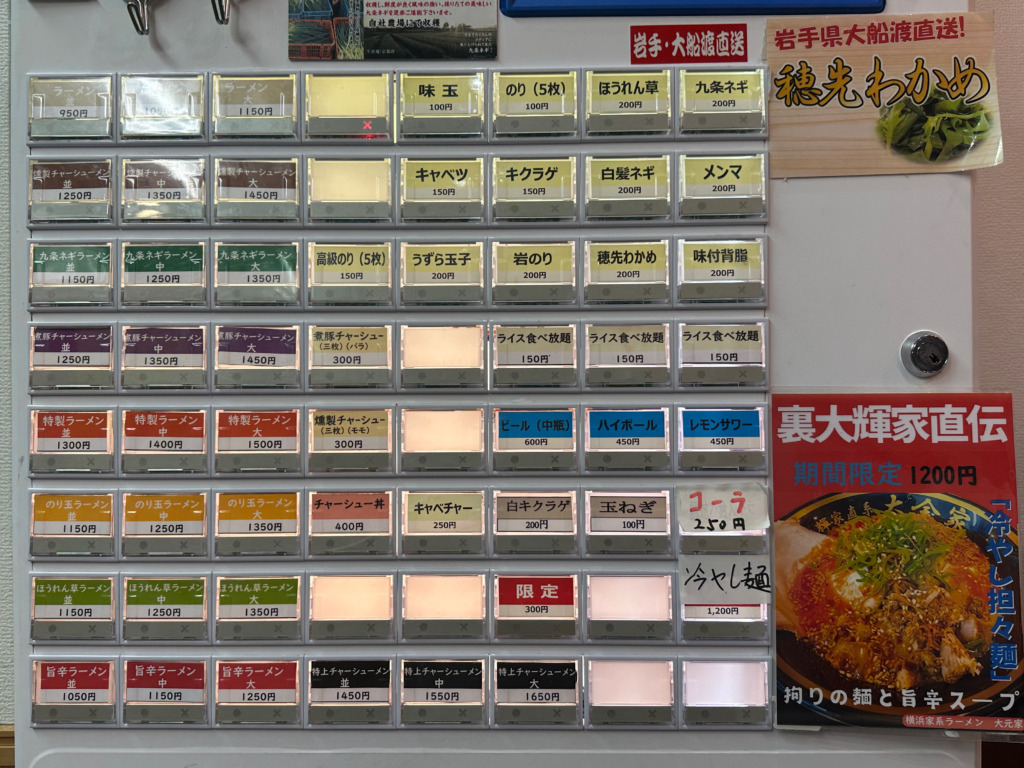 自社農場にて収穫
岩手・大船渡直送
岩手県大船渡直送!
穂先わかめ
ラーメン
950円
ラーメン
1150円
味玉
100円
のり(5枚)
100円
ほうれん草
200円
九条ネギ
200円
燻製チャーシューメン
並
1250円
燻製チャーシューメン
中
1350円
燻製チャーシューメン
大
1450円
キャベツ
150円
キクラゲ
150円
白髪ネギ
200円
メンマ
200円
九条ネギラーメン
並
1150円
九条ネギラーメン
中
1250円
九条ネギラーメン
大
1350円
高級のり(5枚)
150円
うずら玉子
200円
岩のり
200円
穂先わかめ
200円
味付背脂
200円
煮豚チャーシューメン
並
1250円
煮豚チャーシューメン
中
1350円
煮豚チャーシューメン
大
1450円
煮豚チャーシュー
(三枚)(バラ)
300円
ライス食べ放題
150円
ライス食べ放題
150円
ライス食べ放題
150円
特製ラーメン
並
1300円
特製ラーメン
中
1400円
特製ラーメン
大
1500円
燻製チャーシュー
(三枚)(モモ)
300円
ビール(中瓶)
600円
ハイボール
450円
レモンサワー
450円
のり玉ラーメン
並
1150円
のり玉ラーメン
中
1250円
のり玉ラーメン
大
1350円
チャーシュー丼
400円
キャベチャー
250円
白キクラゲ
200円
玉ねぎ
100円
コーラ
250円
ほうれん草ラーメン
並
1150円
ほうれん草ラーメン
中
1250円
ほうれん草ラーメン
大
1350円
限定
300円
冷やし麺
1,200円
旨辛ラーメン
並
1050円
旨辛ラーメン
中
1150円
旨辛ラーメン
大
1250円
特上チャーシューメン
並
1450円
特上チャーシューメン
中
1550円
特上チャーシューメン
大
1650円
裏大輝家直伝
期間限定 1200円
「冷やし担々麺」
拘りの麺と旨辛スープ
横浜家系ラーメン 大元家